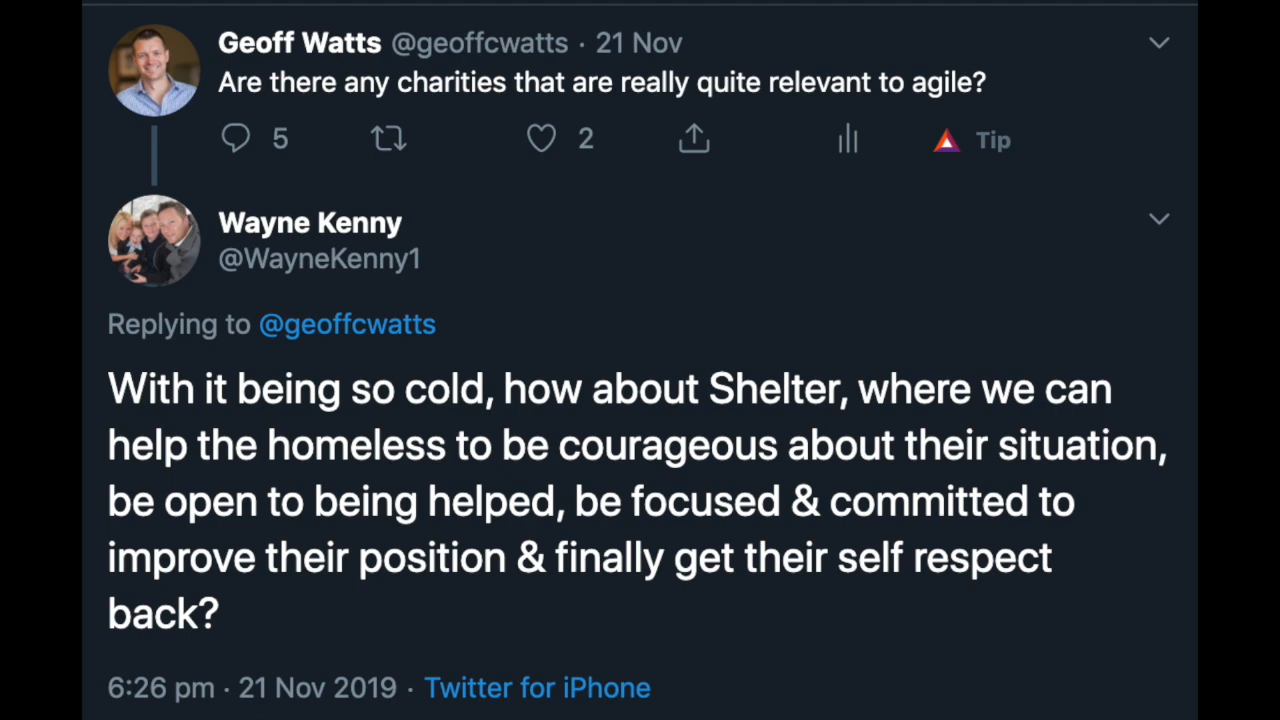 Geoff Watts @geoffcwatts · 21 Nov
Are there any charities that are really quite relevant to agile?
5 2 Tip
Wayne Kenny
@WayneKenny1
Replying to @geoffcwatts
With it being so cold, how about Shelter, where we can
help the homeless to be courageous about their situation,
be open to being helped, be focused & committed to
improve their position & finally get their self respect
back?
6:26 pm · 21 Nov 2019 · Twitter for iPhone